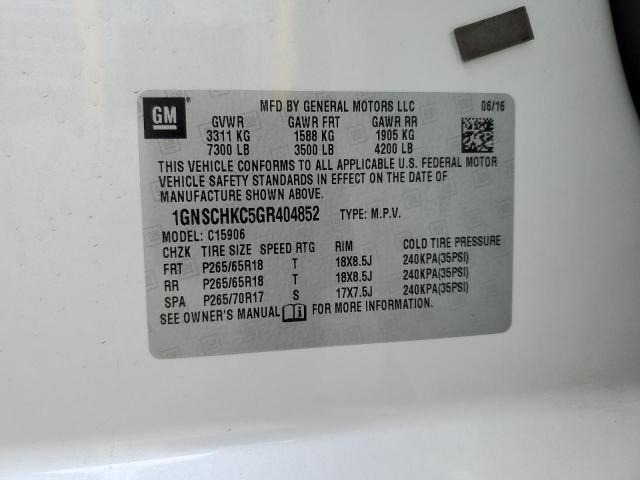 GM
MFD BY GENERAL MOTORS LLC 06/16
GVWR GAWR FRT GAWR RR
3311 KG 1588 KG 1905 KG
7300 LB 3500 LB 4200 LB
THIS VEHICLE CONFORMS TO ALL APPLICABLE U.S. FEDERAL MOTOR
VEHICLE SAFETY STANDARDS IN EFFECT ON THE DATE OF
MANUFACTURE SHOWN ABOVE.
1GNSCHKC5GR404852 TYPE: M.P.V.
MODEL: C15906
CHZK TIRE SIZE SPEED RTG RIM COLD TIRE PRESSURE
FRT P265/65R18 T 18X8.5J 240KPA(35PSI)
RR P265/65R18 T 18X8.5J 240KPA(35PSI)
SPA P265/70R17 S 17X7.5J 240KPA(35PSI)
SEE OWNER'S MANUAL FOR MORE INFORMATION.